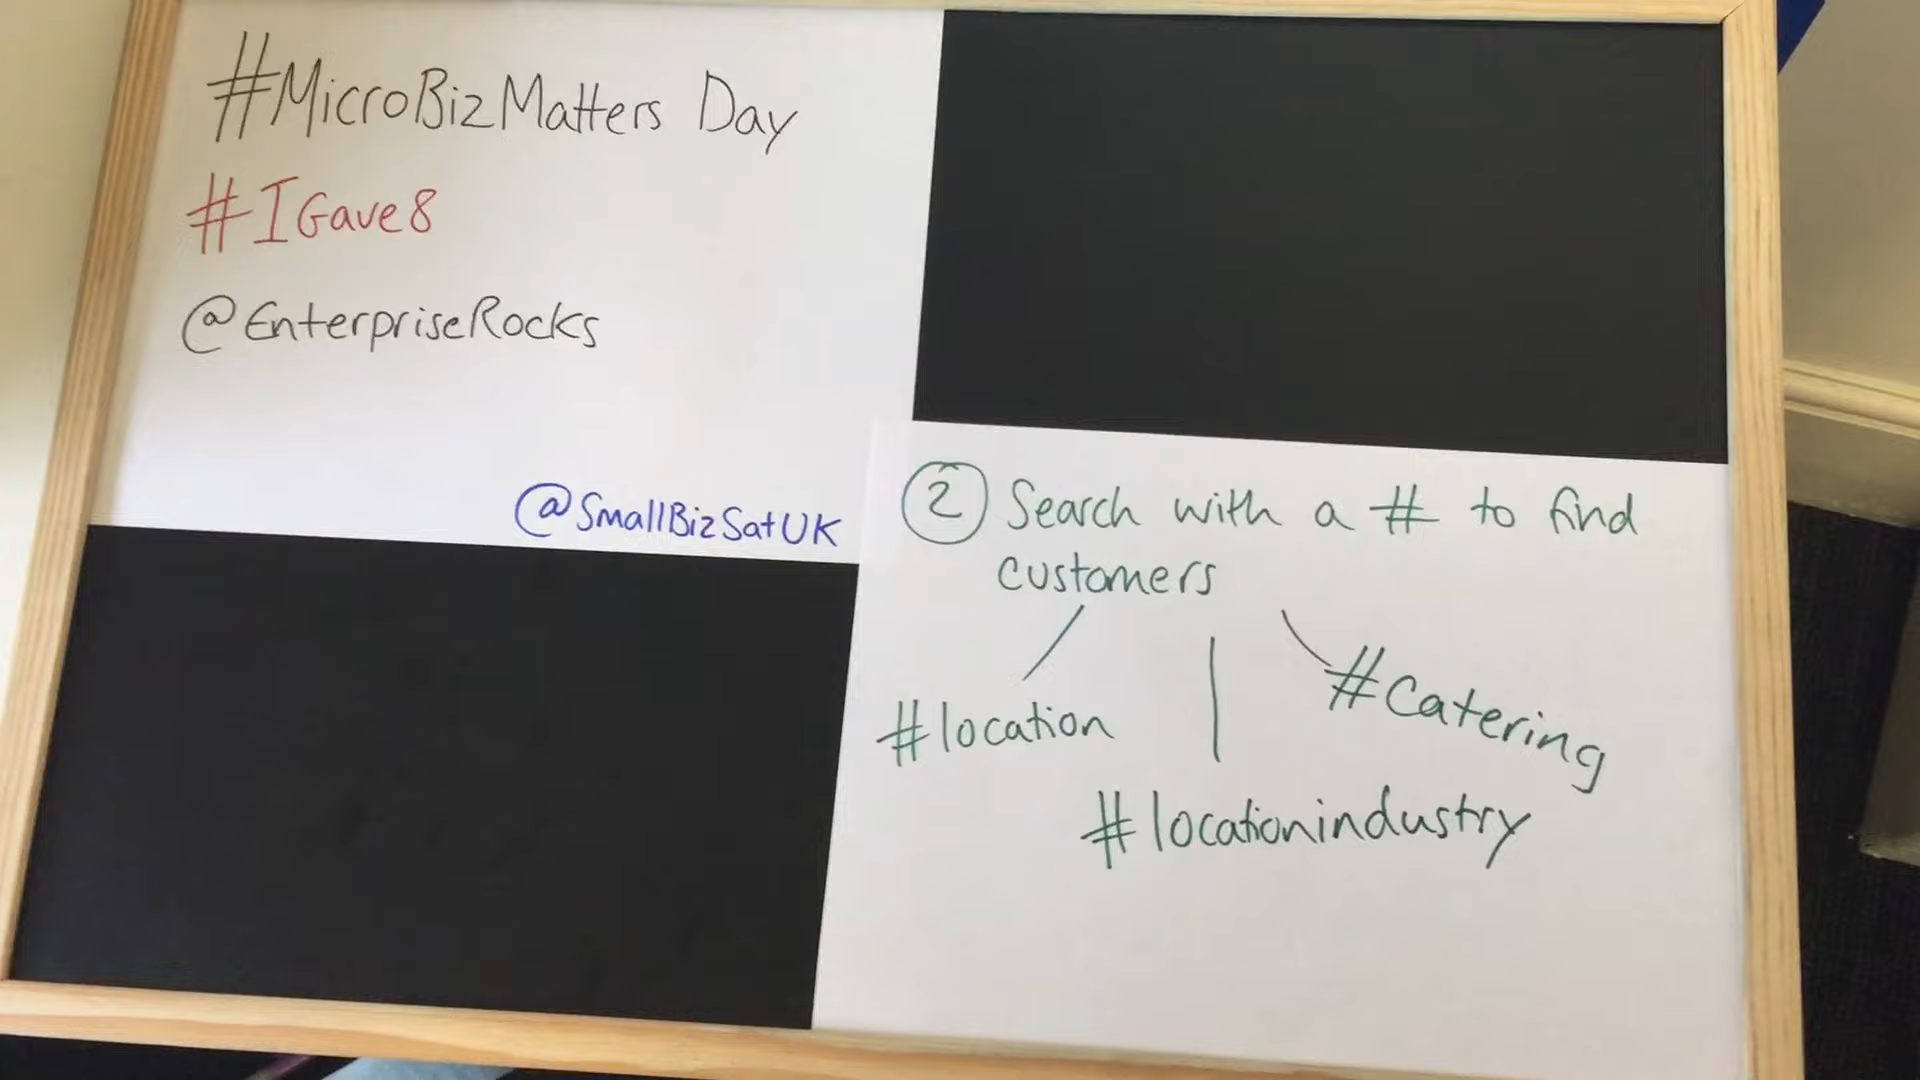 #MicroBizMatters Day
#IGave8
@EnterpriseRocks
@SmallBizSatUK
2 Search with a # to find
customers
#location
#Catering
#locationindustry